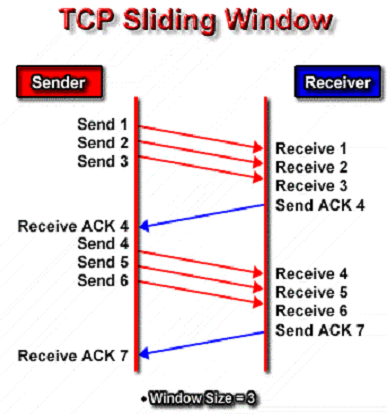 TCP Sliding Window
Sender
Receiver
Send 1
Send 2
Send 3
Receive 1
Receive 2
Receive 3
Send ACK 4
Receive ACK 4
Send 4
Send 5
Send 6
Receive 4
Receive 5
Receive 6
Send ACK 7
Receive ACK 7
• Window Size = 3